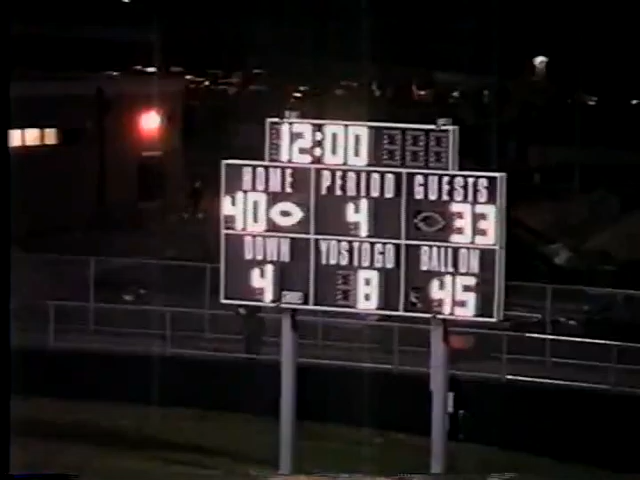 12:00
HOME PERIOD GUESTS
40 4 33
DOWN YDS TO GO BALL ON
4 8 45